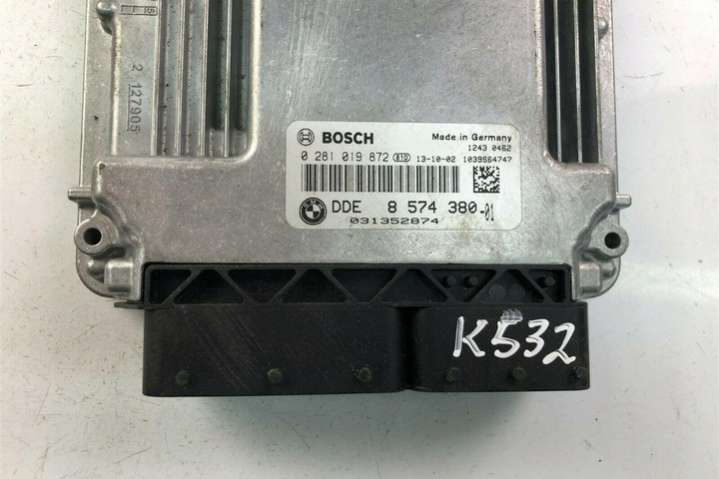 2 127905
BOSCH
Made in Germany
1243 0462
0 281 019 872 13-10-02 1039S64747
DDE 8 574 380-01
031352874
K532